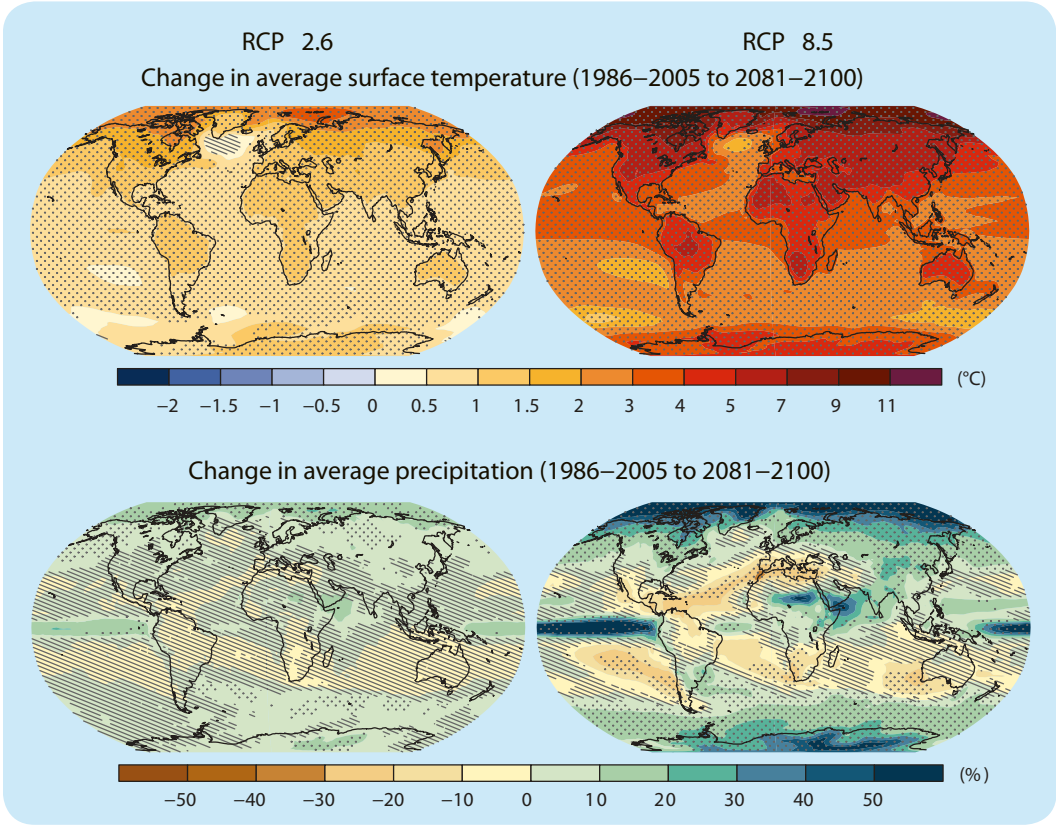 RCP 2.6 RCP 8.5
Change in average surface temperature (1986−2005 to 2081−2100)
−2 −1.5 −1 −0.5 0 0.5 1 1.5 2 3 4 5 7 9 11 (°C)
Change in average precipitation (1986−2005 to 2081−2100)
−50 −40 −30 −20 −10 0 10 20 30 40 50 (%)